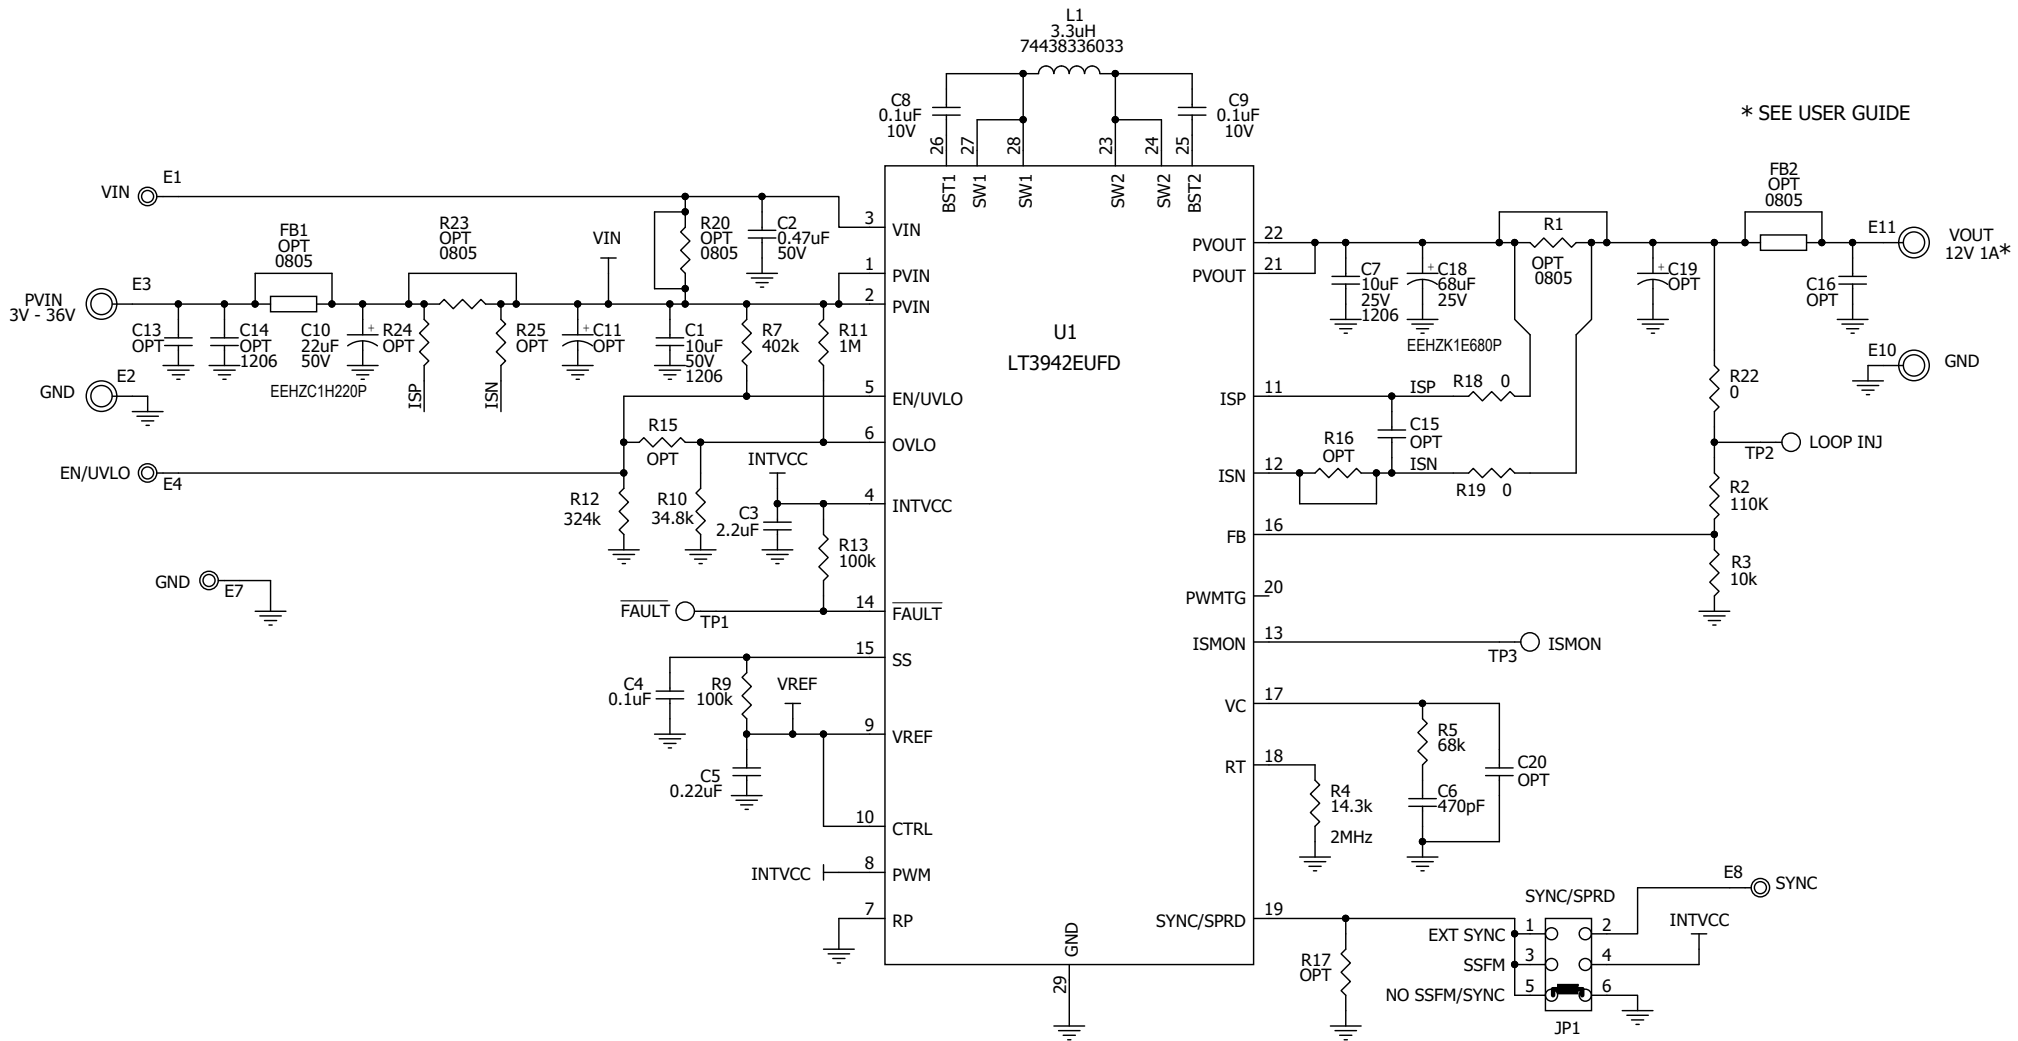 L1
3.3uH
74438336033
C8
0.1uF
10V
C9
0.1uF
10V
* SEE USER GUIDE
26
27
28
23
24
25
BST1
SW1
SW1
SW2
SW2
BST2
VIN
E1
R20
OPT
0805
C2
0.47uF
50V
3
VIN
FB1
OPT
0805
R23
OPT
0805
VIN
1
PVIN
2
PVIN
E3
PVIN
3V - 36V
C13
OPT
C14
OPT
1206
C10
22uF
50V
+
EEHZC1H220P
R24
OPT
ISP
R25
OPT
ISN
+
C11
OPT
C1
10uF
50V
1206
R7
402k
R11
1M
E2
GND
5
EN/UVLO
R15
OPT
6
OVLO
EN/UVLO
E4
R12
324k
R10
34.8k
INTVCC
4
INTVCC
C3
2.2uF
R13
100k
GND
E7
FAULT
TP1
14
FAULT
15
SS
C4
0.1uF
R9
100k
VREF
9
VREF
C5
0.22uF
10
CTRL
INTVCC
8
PWM
7
RP
U1
LT3942EUFD
GND
29
PVOUT
22
PVOUT
21
C7
10uF
25V
1206
+
C18
68uF
25V
EEHZK1E680P
R1
OPT
0805
+
C19
OPT
FB2
OPT
0805
C16
OPT
E11
VOUT
12V 1A*
E10
GND
ISP
11
ISP
R18
0
C15
OPT
R16
OPT
ISN
12
ISN
R19
0
R22
0
TP2
LOOP INJ
R2
110K
FB
16
R3
10k
PWMTG
20
ISMON
13
TP3
ISMON
VC
17
R5
68k
C6
470pF
C20
OPT
RT
18
R4
14.3k
2MHz
SYNC/SPRD
19
R17
OPT
SYNC/SPRD
E8
SYNC
EXT SYNC
1
2
INTVCC
SSFM
3
4
NO SSFM/SYNC
5
6
JP1